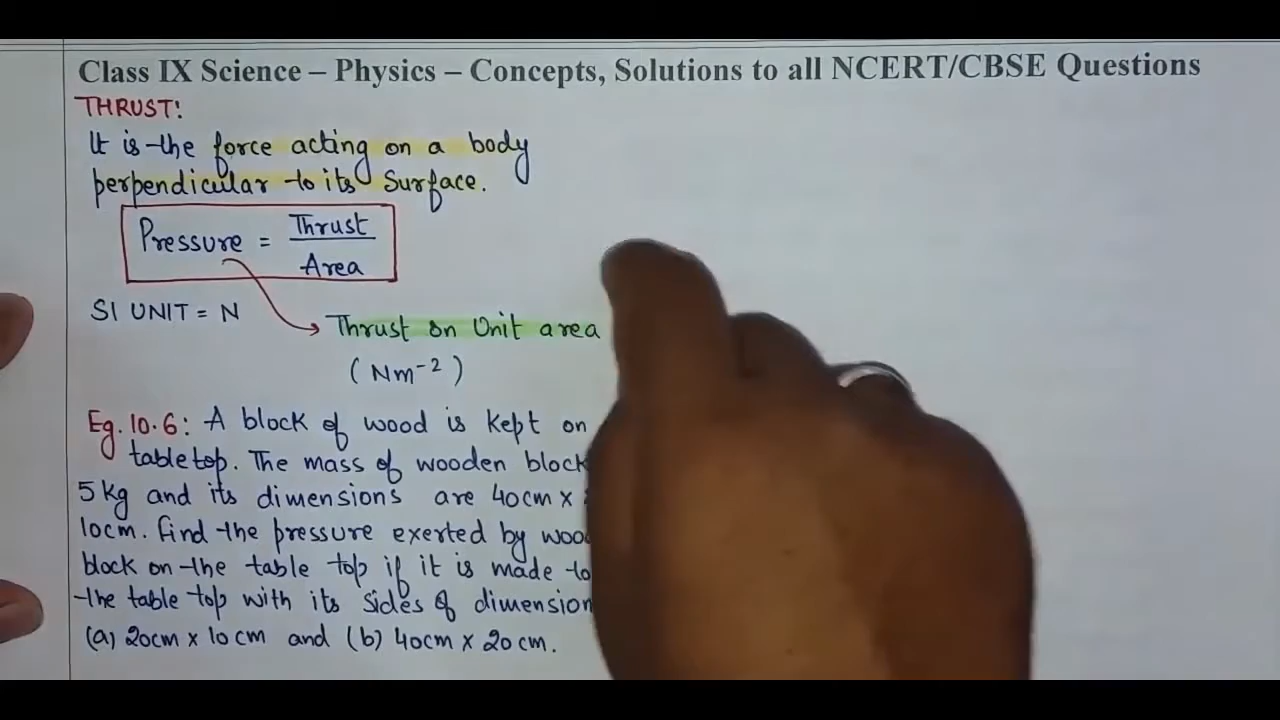 Class IX Science – Physics – Concepts, Solutions to all NCERT/CBSE Questions
THRUST:
It is the force acting on a body
perpendicular to its Surface.
Pressure = Thrust
Area
SI UNIT = N
Thrust on Unit area
(Nm⁻²)
Eg. 10.6: A block of wood is kept on
tabletop. The mass of wooden block
5 kg and its dimensions are 40cm x
10cm. Find the pressure exerted by
block on the table top if it is made to
the table top with its sides of dimension
(a) 20cm x 10 cm and (b) 40cm x 20 cm.